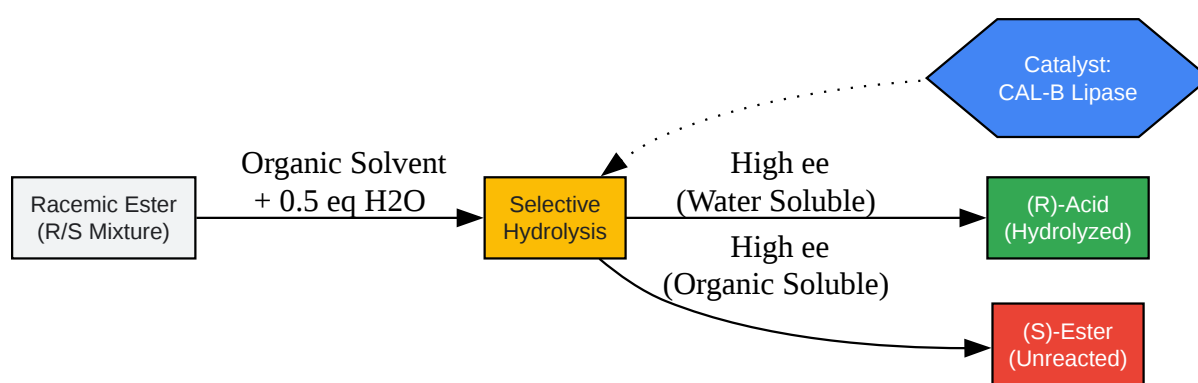 Catalyst:
CAL-B Lipase
Organic Solvent
+ 0.5 eq H2O
High ee
(Water Soluble)
Racemic Ester
(R/S Mixture)
Selective
Hydrolysis
(R)-Acid
(Hydrolyzed)
High ee
(Organic Soluble)
(S)-Ester
(Unreacted)